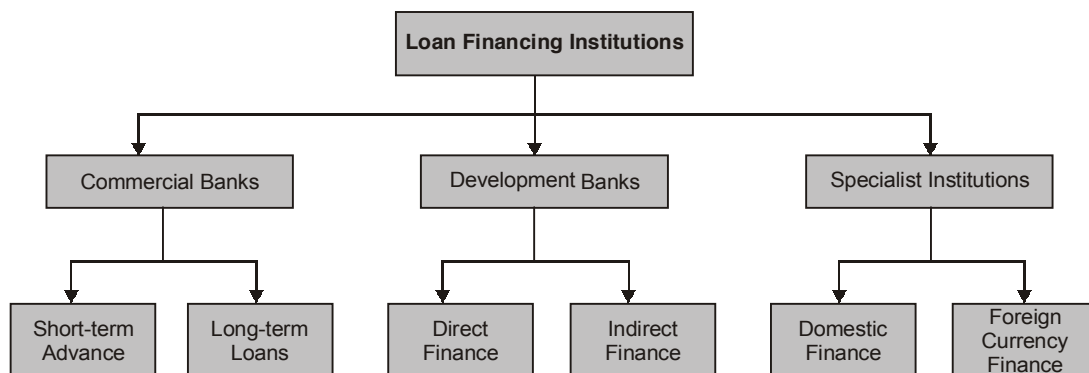 Loan Financing Institutions
Commercial Banks
Development Banks
Specialist Institutions
Short-term
Advance
Long-term
Loans
Direct
Finance
Indirect
Finance
Domestic
Finance
Foreign
Currency
Finance